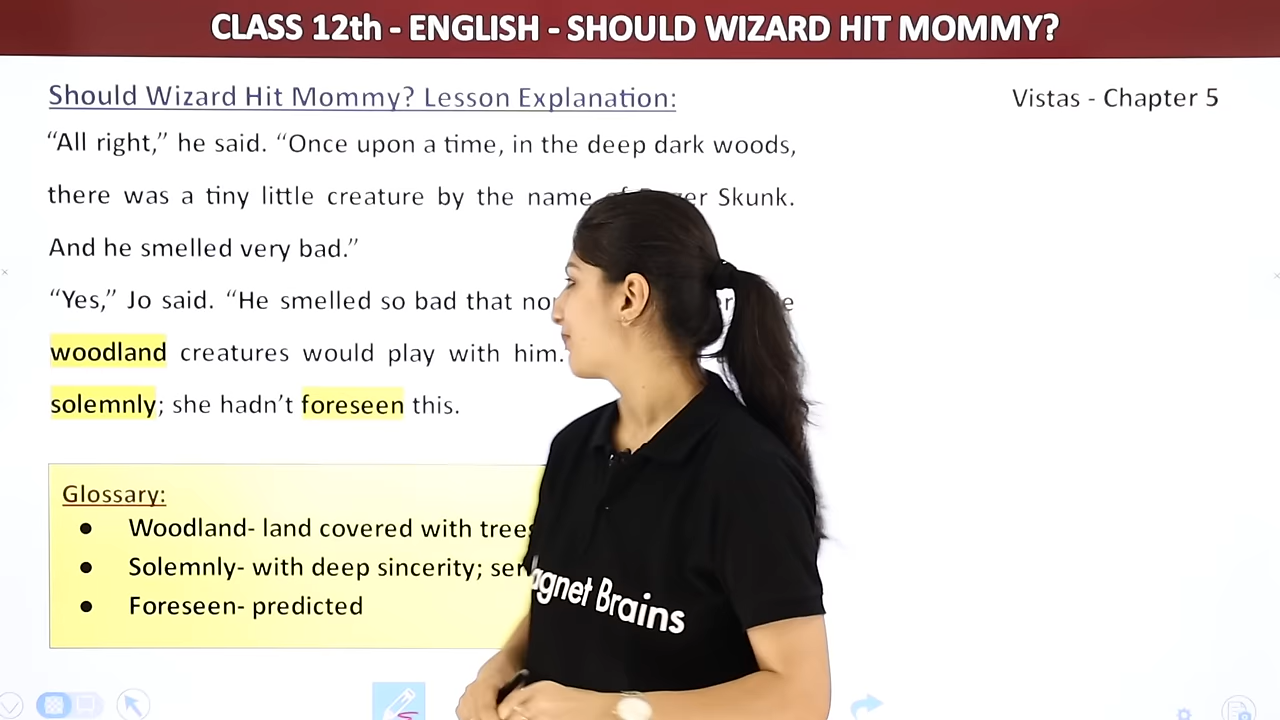 CLASS 12th - ENGLISH - SHOULD WIZARD HIT MOMMY?
Should Wizard Hit Mommy? Lesson Explanation:
Vistas - Chapter 5
“All right,” he said. “Once upon a time, in the deep dark woods,
there was a tiny little creature by the name of Skunk.
And he smelled very bad.”
“Yes,” Jo said. “He smelled so bad that
woodland creatures would play with him.
solemnly; she hadn’t foreseen this.
Glossary:
● Woodland- land covered with trees
● Solemnly- with deep sincerity;
● Foreseen- predicted
Magnet Brains